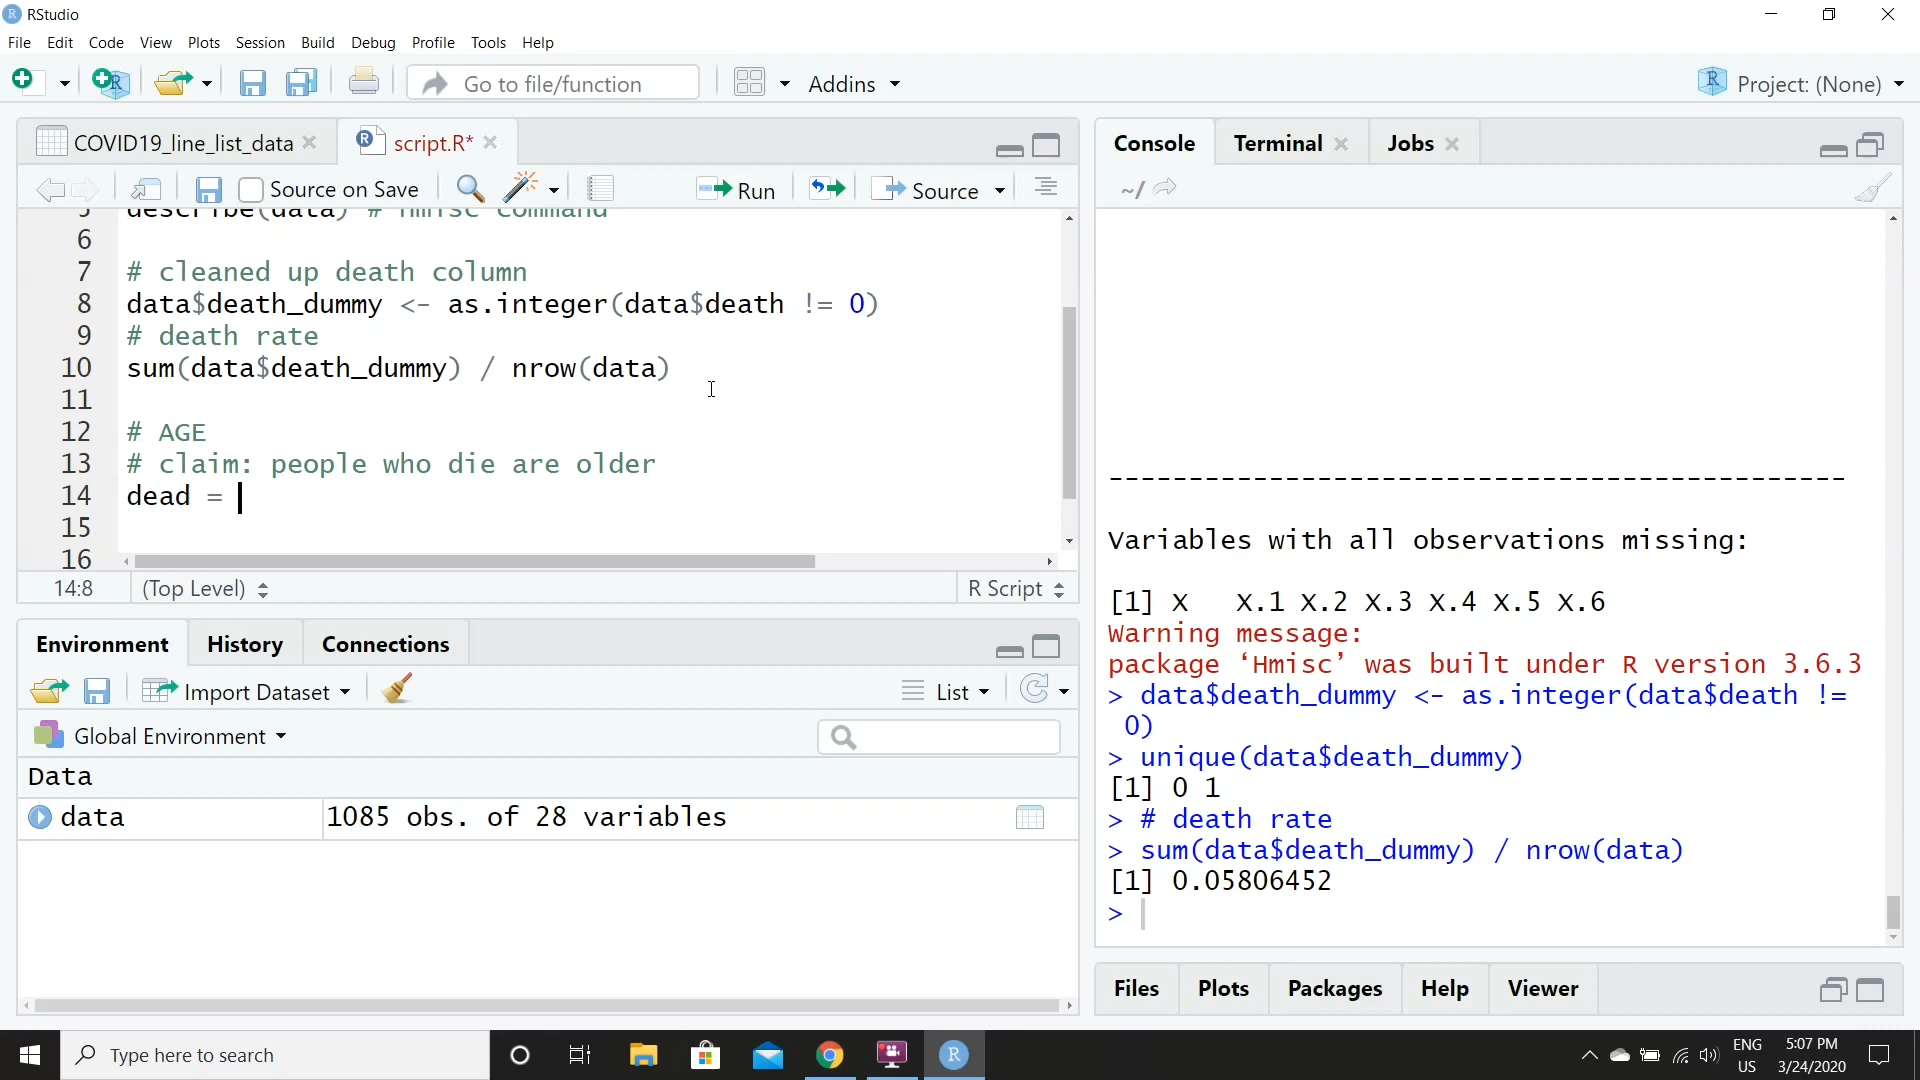 RStudio
File Edit Code View Plots Session Build Debug Profile Tools Help
Go to file/function
Addins
Project: (None)
COVID19_line_list_data
script.R*
Source on Save
Run
Source
5 describe(data) # Hmisc command
6
7 # cleaned up death column
8 data$death_dummy <- as.integer(data$death != 0)
9 # death rate
10 sum(data$death_dummy) / nrow(data)
11
12 # AGE
13 # claim: people who die are older
14 dead =
15
16
14:8 (Top Level) R Script
Environment History Connections
Import Dataset List
Global Environment
Data
data 1085 obs. of 28 variables
Console Terminal Jobs
~/
------------------------------------------------
Variables with all observations missing:
[1] X X.1 X.2 X.3 X.4 X.5 X.6
Warning message:
package ‘Hmisc’ was built under R version 3.6.3
> data$death_dummy <- as.integer(data$death !=
0)
> unique(data$death_dummy)
[1] 0 1
> # death rate
> sum(data$death_dummy) / nrow(data)
[1] 0.05806452
>
Files Plots Packages Help Viewer
Type here to search
ENG
US
5:07 PM
3/24/2020